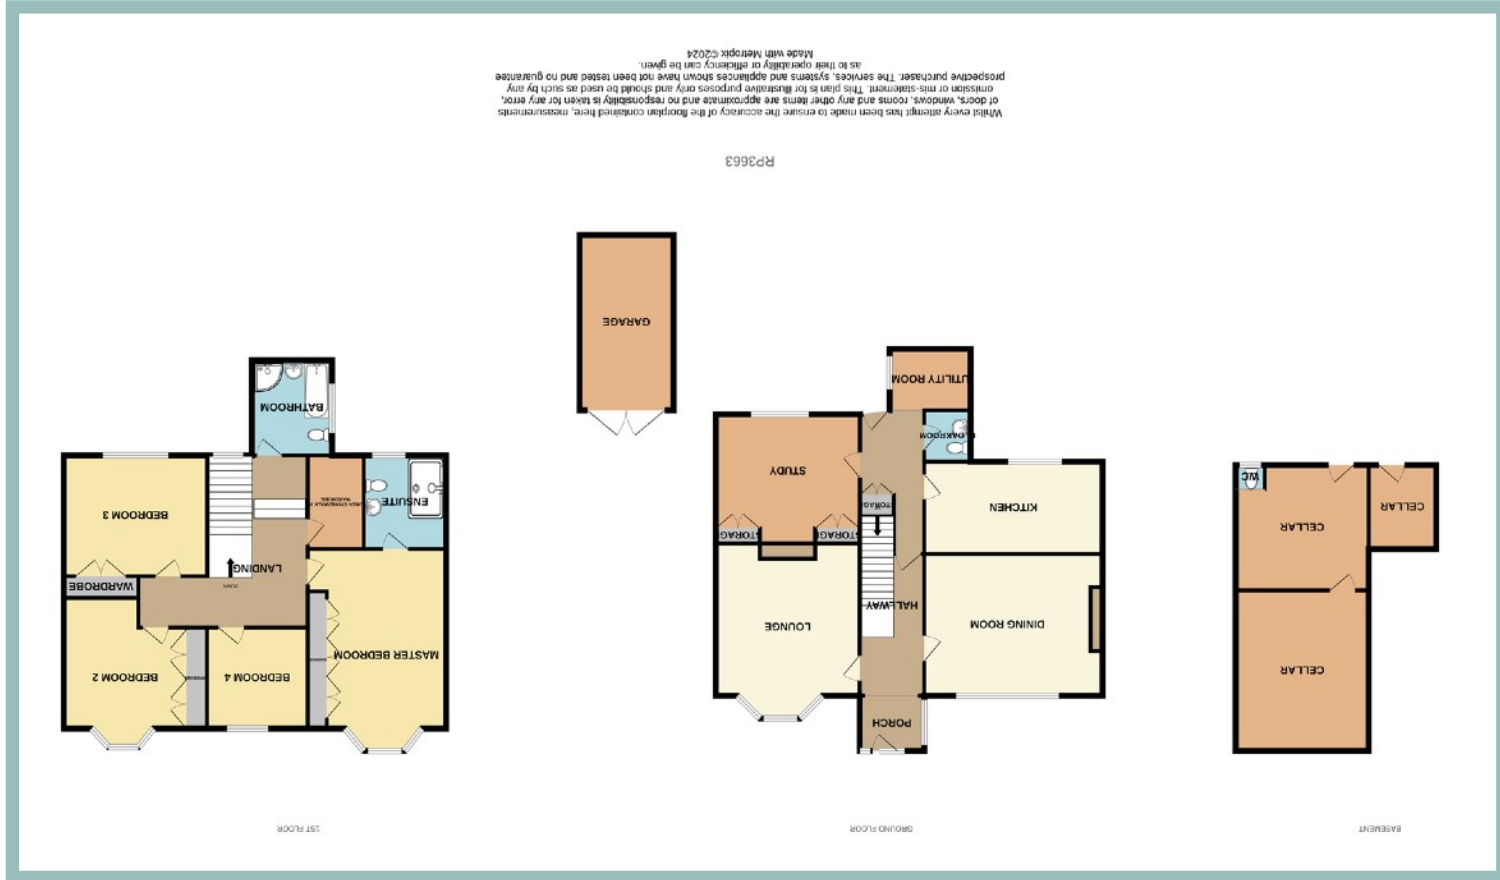 BASEMENT
GROUND FLOOR
1ST FLOOR
CELLAR
CELLAR
CELLAR
WC
PORCH
DINING ROOM
HALLWAY
LOUNGE
KITCHEN
STORAGE
STORAGE
STORAGE
STUDY
CLOAKROOM
UTILITY ROOM
GARAGE
MASTER BEDROOM
BEDROOM 4
BEDROOM 2
WARDROBE
LANDING
DOWN
ENSUITE
BEDROOM 3
BATHROOM
RP3663
Whilst every attempt has been made to ensure the accuracy of the floorplan contained here, measurements
of doors, windows, rooms and any other items are approximate and no responsibility is taken for any error,
omission or mis-statement. This plan is for illustrative purposes only and should be used as such by any
prospective purchaser. The services, systems and appliances shown have not been tested and no guarantee
as to their operability or efficiency can be given.
Made with Metropix ©2024